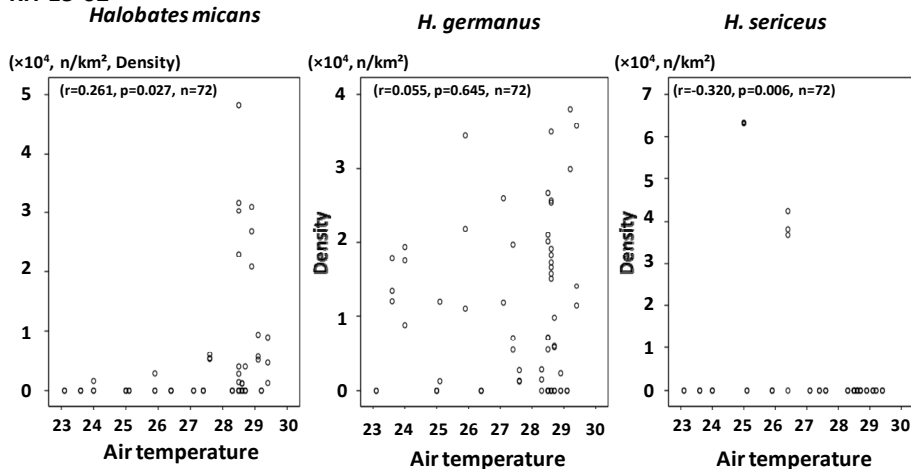 Halobates micans
H. germanus
H. sericeus
(×10⁴, n/km², Density)
(×10⁴, n/km²)
(×10⁴, n/km²)
(r=0.261, p=0.027, n=72)
(r=0.055, p=0.645, n=72)
(r=-0.320, p=0.006, n=72)
5
4
3
2
1
0
23 24 25 26 27 28 29 30
Air temperature
Density
4
3
2
1
0
23 24 25 26 27 28 29 30
Air temperature
Density
7
6
5
4
3
2
1
0
23 24 25 26 27 28 29 30
Air temperature